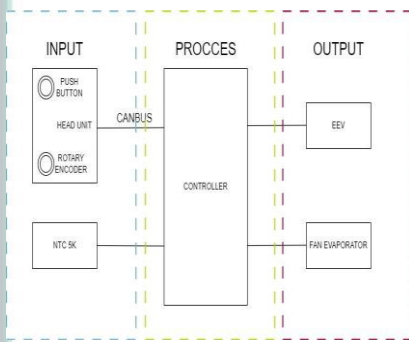 INPUT
PROCCES
OUTPUT
PUSH
BUTTON
HEAD UNIT
ROTARY
ENCODER
CANBUS
NTC 5K
CONTROLLER
EEV
FAN EVAPORATOR